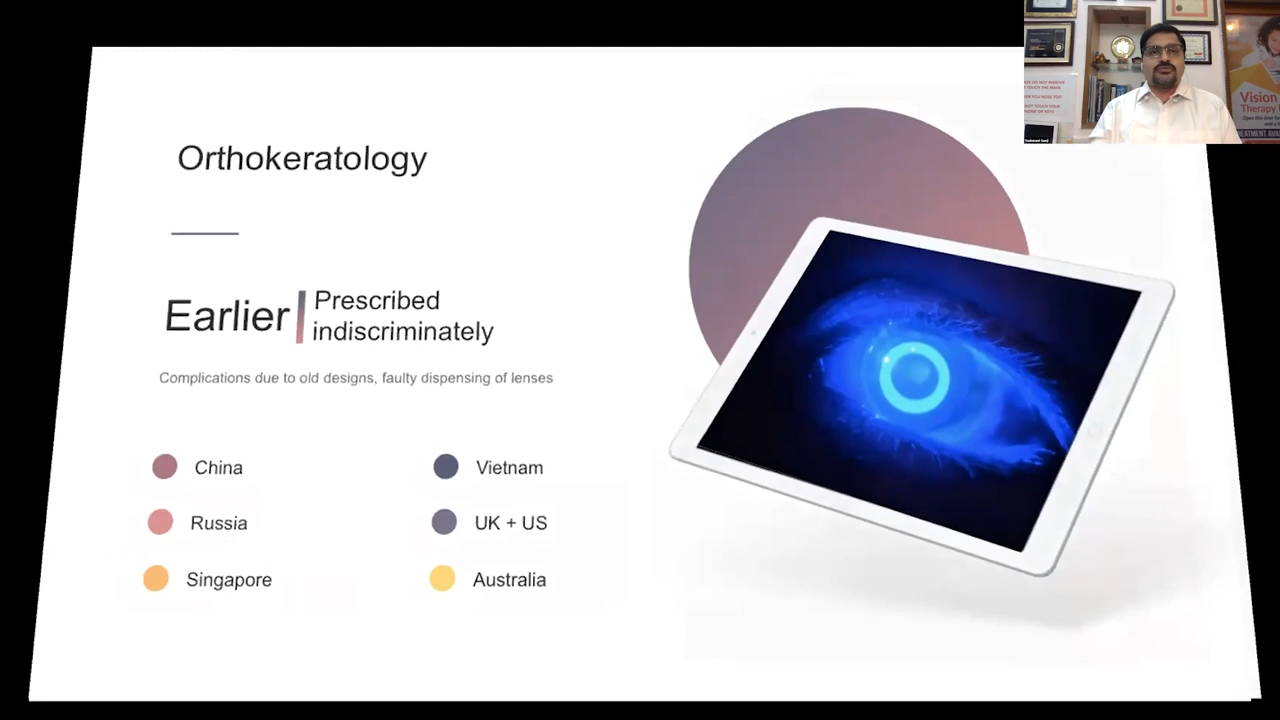 Orthokeratology
Earlier
Prescribed
indiscriminately
Complications due to old designs, faulty dispensing of lenses
China
Vietnam
Russia
UK + US
Singapore
Australia
Vision
Therapy